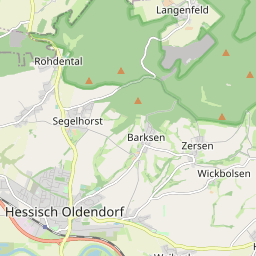 Langenfeld
Rohdental
Segelhorst
Barksen
Zersen
Wickbolsen
Hessisch Oldendorf